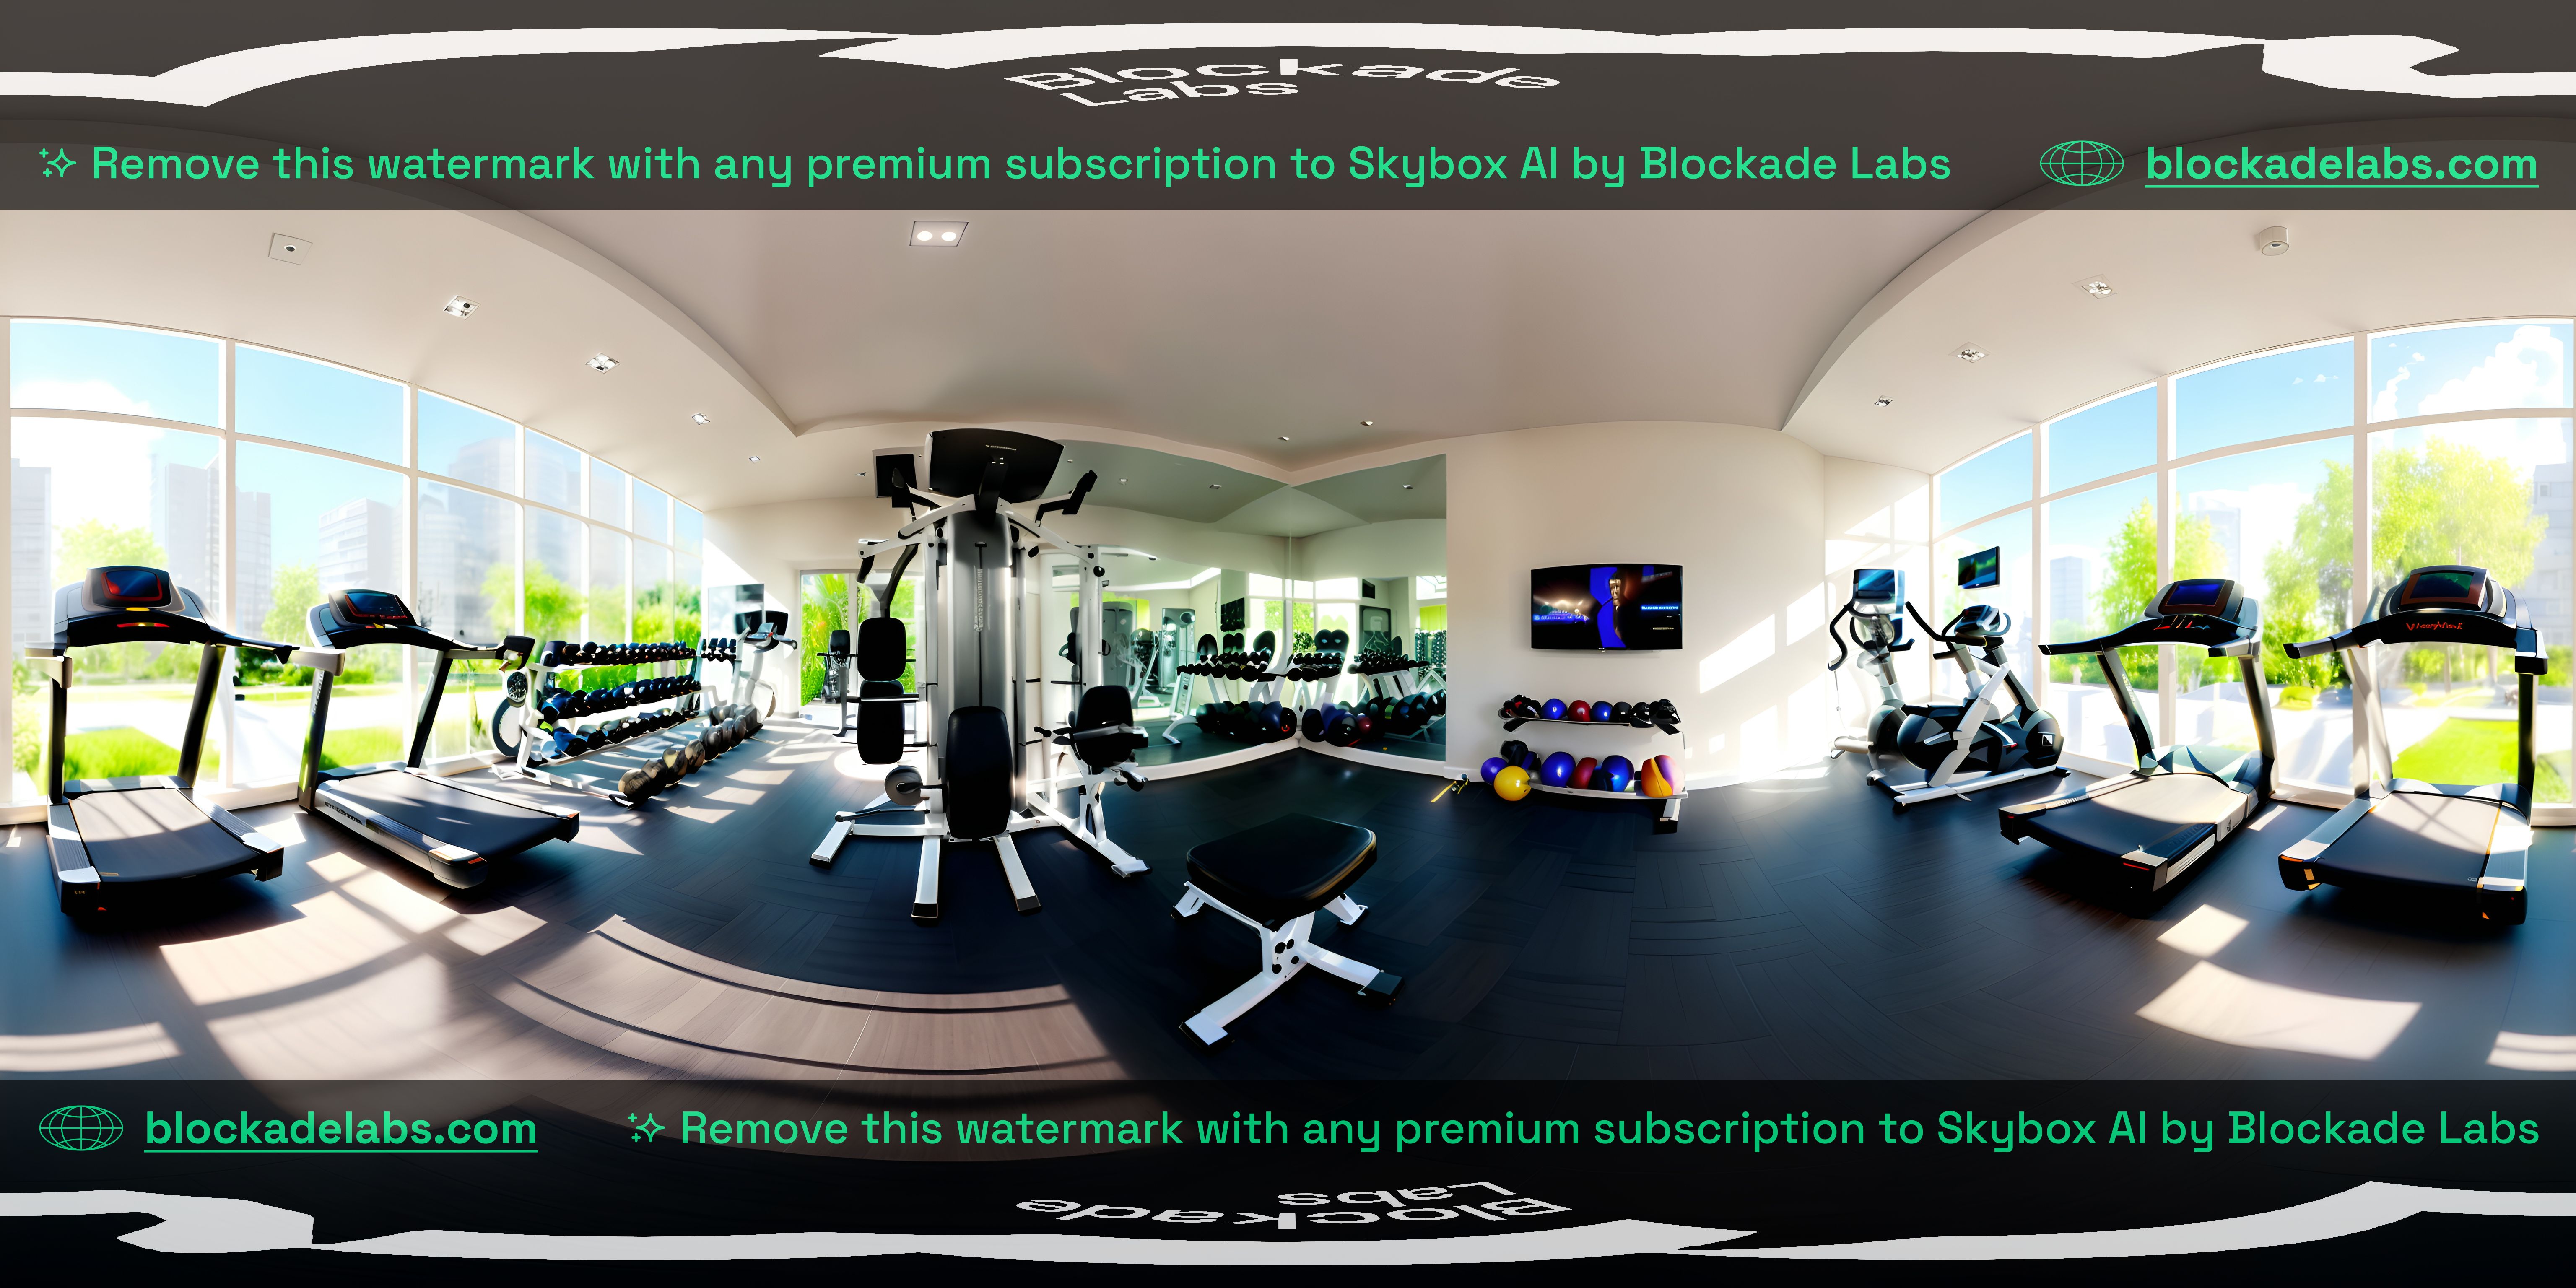 Blockade
Labs
Remove this watermark with any premium subscription to Skybox AI by Blockade Labs
blockadelabs.com
blockadelabs.com
Remove this watermark with any premium subscription to Skybox AI by Blockade Labs
Labs
Blockade